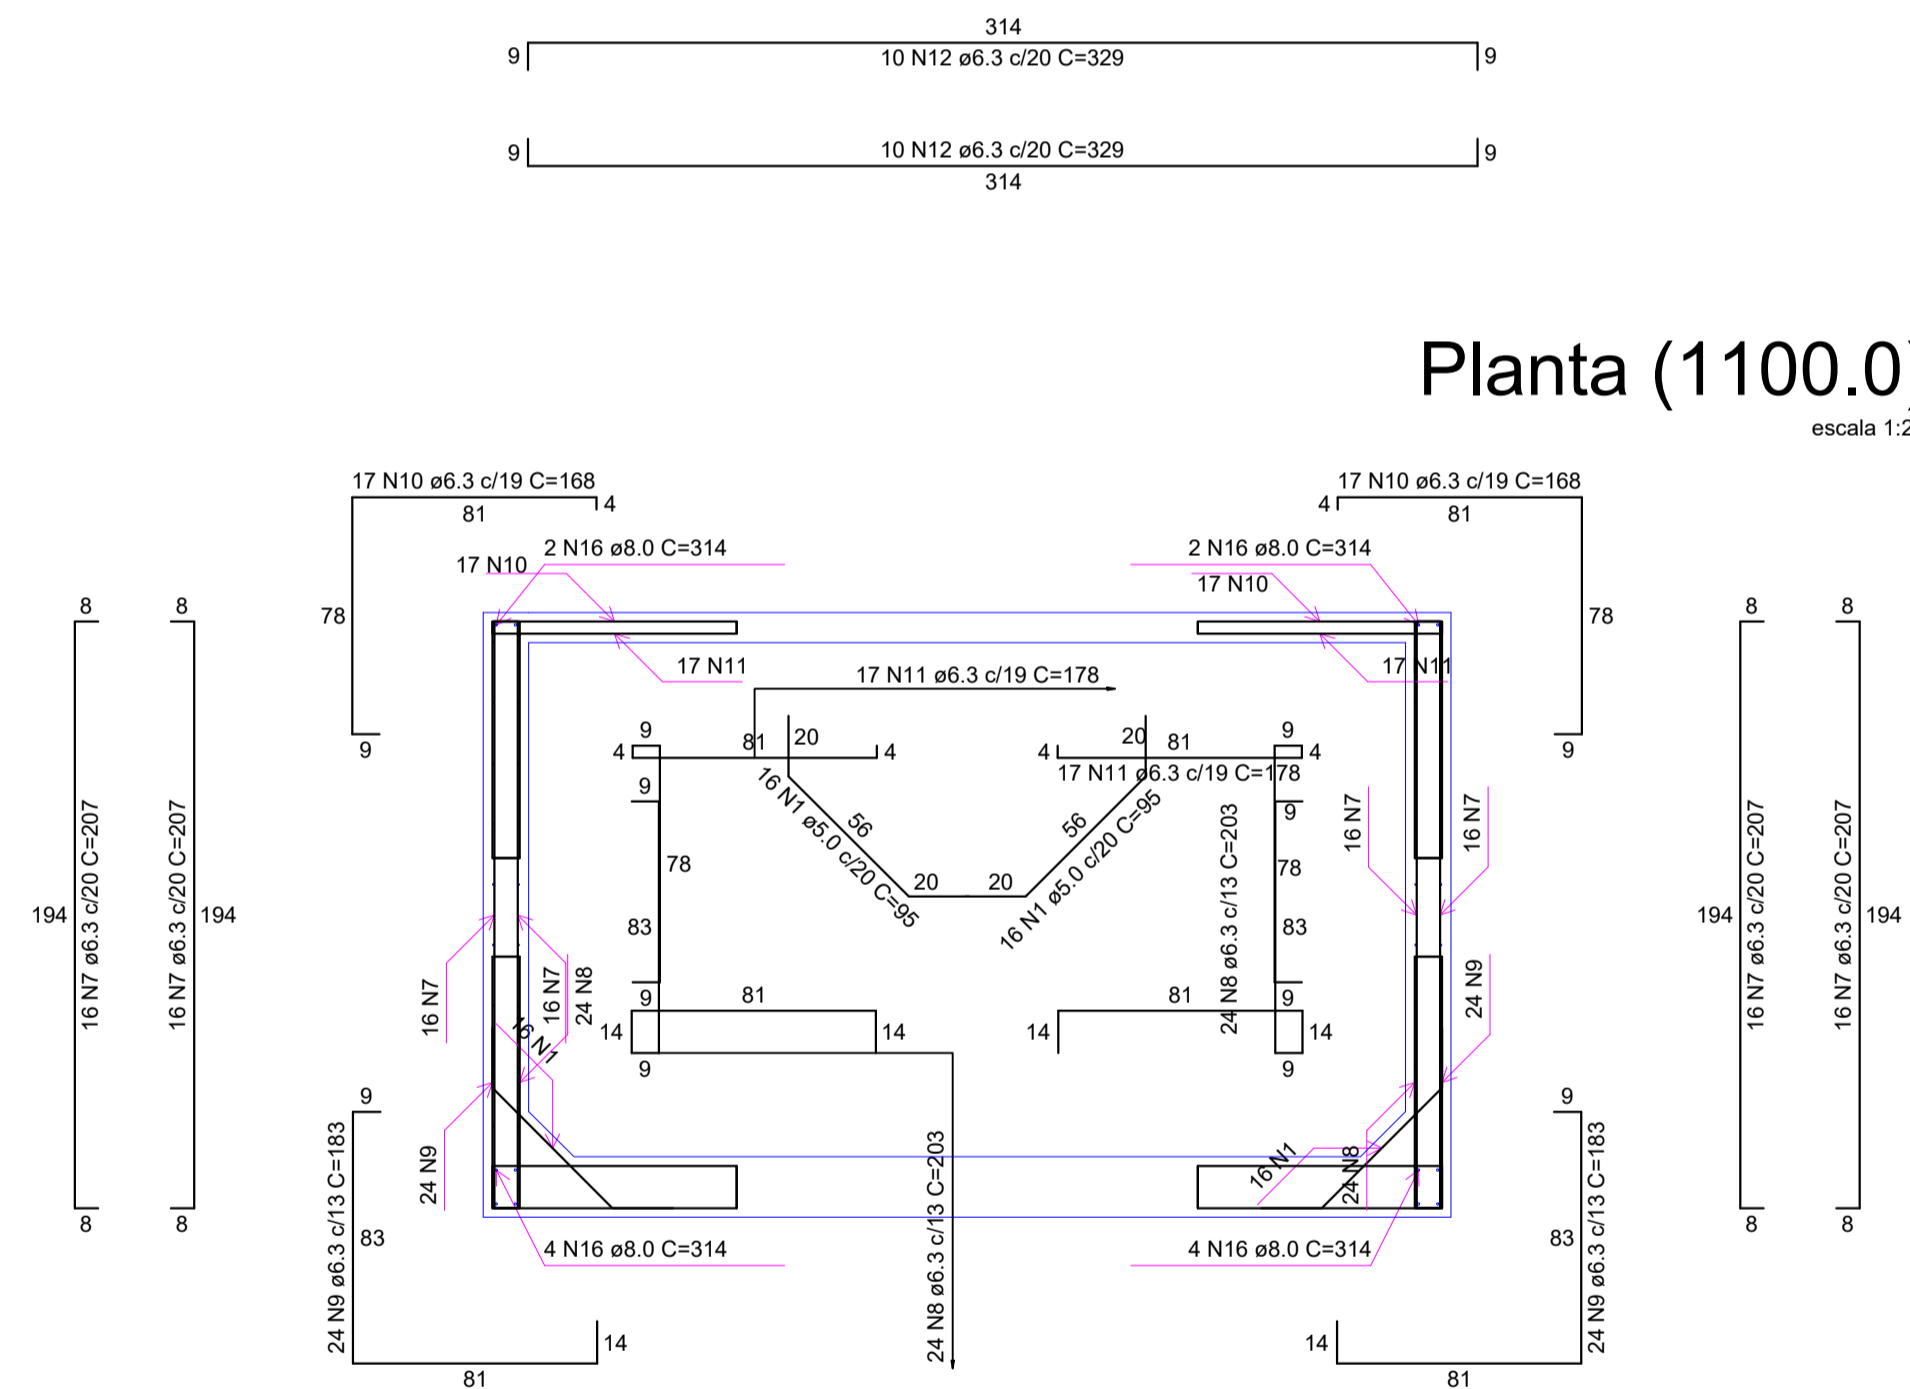 314
9
10 N12 ø6.3 c/20 C=329
9
9
10 N12 ø6.3 c/20 C=329
9
314
Planta (1100.0)
escala 1:2
17 N10 ø6.3 c/19 C=168
4
81
17 N10 ø6.3 c/19 C=168
4
81
2 N16 ø8.0 C=314
2 N16 ø8.0 C=314
17 N10
17 N10
8
8
78
78
8
8
17 N11
17 N11
17 N11 ø6.3 c/19 C=178
9
9
9
9
4
81
20
4
4
20
81
4
17 N11 ø6.3 c/19 C=178
9
9
16 N1 ø5.0 c/20 C=95
16 N1 ø5.0 c/20 C=95
56
56
78
78
20
20
83
83
24 N8 ø6.3 c/13 C=203
16 N7
16 N7
194
16 N7 ø6.3 c/20 C=207
16 N7 ø6.3 c/20 C=207
194
194
16 N7 ø6.3 c/20 C=207
16 N7 ø6.3 c/20 C=207
194
16 N7
16 N7
24 N8
24 N9
9
81
81
9
14
14
14
14
9
9
16 N1
16 N1
24 N9
24 N8
9
9
24 N9 ø6.3 c/13 C=183
83
24 N8 ø6.3 c/13 C=203
83
24 N9 ø6.3 c/13 C=183
8
8
8
8
4 N16 ø8.0 C=314
4 N16 ø8.0 C=314
14
14
81
81